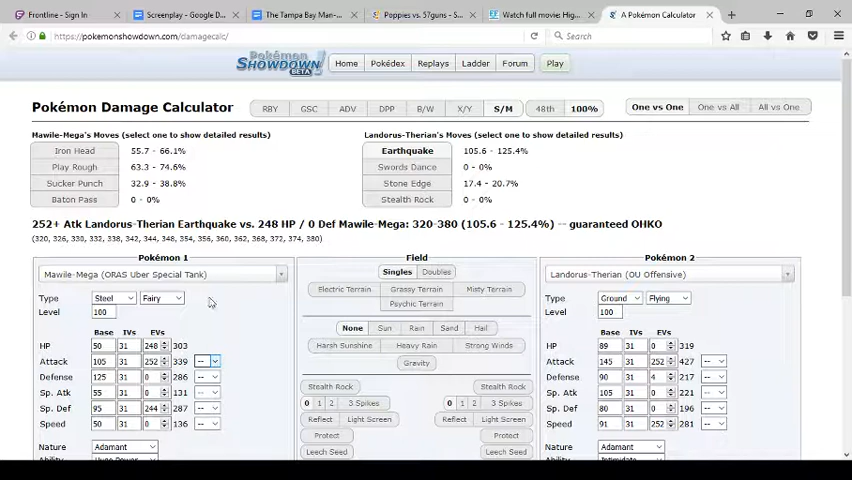 Frontline - Sign In
Screenplay - Google D
The Tampa Bay Man-
Poppies vs. 57guns: S
Watch full movie: Hig
A Pokémon Calculator
https://pokemonshowdown.com/damagecalc/
Search
Pokémon
SHOWDOWN!
BETA
Home
Pokédex
Replays
Ladder
Forum
Play
Pokémon Damage Calculator
RBY
GSC
ADV
DPP
B/W
X/Y
S/M
48th
100%
One vs One
One vs All
All vs One
Mawile-Mega's Moves (select one to show detailed results)
Iron Head 55.7 - 66.1%
Play Rough 63.3 - 74.6%
Sucker Punch 32.9 - 38.8%
Baton Pass 0 - 0%
Landorus-Therian's Moves (select one to show detailed results)
Earthquake 105.6 - 125.4%
Swords Dance 0 - 0%
Stone Edge 17.4 - 20.7%
Stealth Rock 0 - 0%
252+ Atk Landorus-Therian Earthquake vs. 248 HP / 0 Def Mawile-Mega: 320-380 (105.6 - 125.4%) -- guaranteed OHKO
(320, 326, 330, 332, 338, 342, 344, 348, 354, 356, 360, 362, 368, 372, 374, 380)
Pokémon 1
Mawile-Mega (ORAS Uber Special Tank)
Type Steel Fairy
Level 100
Base IVs EVs
HP 50 31 248 303
Attack 105 31 252 339 --
Defense 125 31 0 286 --
Sp. Atk 55 31 0 131 --
Sp. Def 95 31 244 287 --
Speed 50 31 0 136 --
Nature Adamant
Ability Huge Power
Field
Singles Doubles
Electric Terrain Grassy Terrain Misty Terrain
Psychic Terrain
None Sun Rain Sand Hail
Harsh Sunshine Heavy Rain Strong Winds
Gravity
Stealth Rock Stealth Rock
0 1 2 3 Spikes 0 1 2 3 Spikes
Reflect Light Screen Reflect Light Screen
Protect Protect
Leech Seed Leech Seed
Pokémon 2
Landorus-Therian (OU Offensive)
Type Ground Flying
Level 100
Base IVs EVs
HP 89 31 0 319
Attack 145 31 252 427 --
Defense 90 31 4 217 --
Sp. Atk 105 31 0 221 --
Sp. Def 80 31 0 196 --
Speed 91 31 252 281 --
Nature Adamant
Ability Intimidate